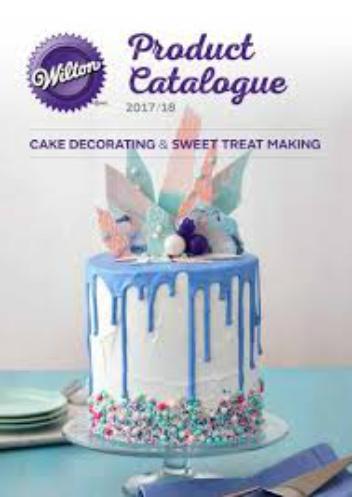 Wilton
Product
Catalogue
2017/18
CAKE DECORATING & SWEET TREAT MAKING